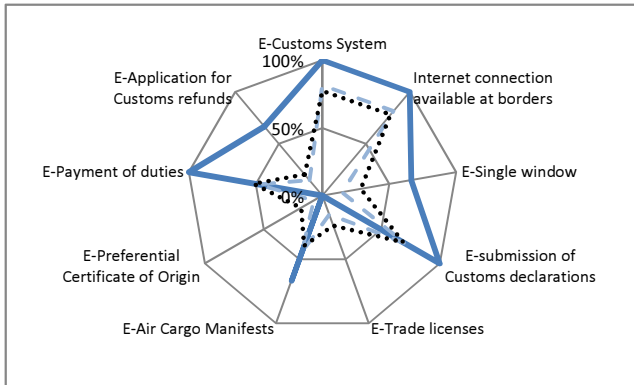 E-Customs System
100%
E-Application for
Customs refunds
Internet connection
available at borders
50%
E-Payment of duties
E-Single window
0%
E-Preferential
Certificate of Origin
E-submission of
Customs declarations
E-Air Cargo Manifests
E-Trade licenses